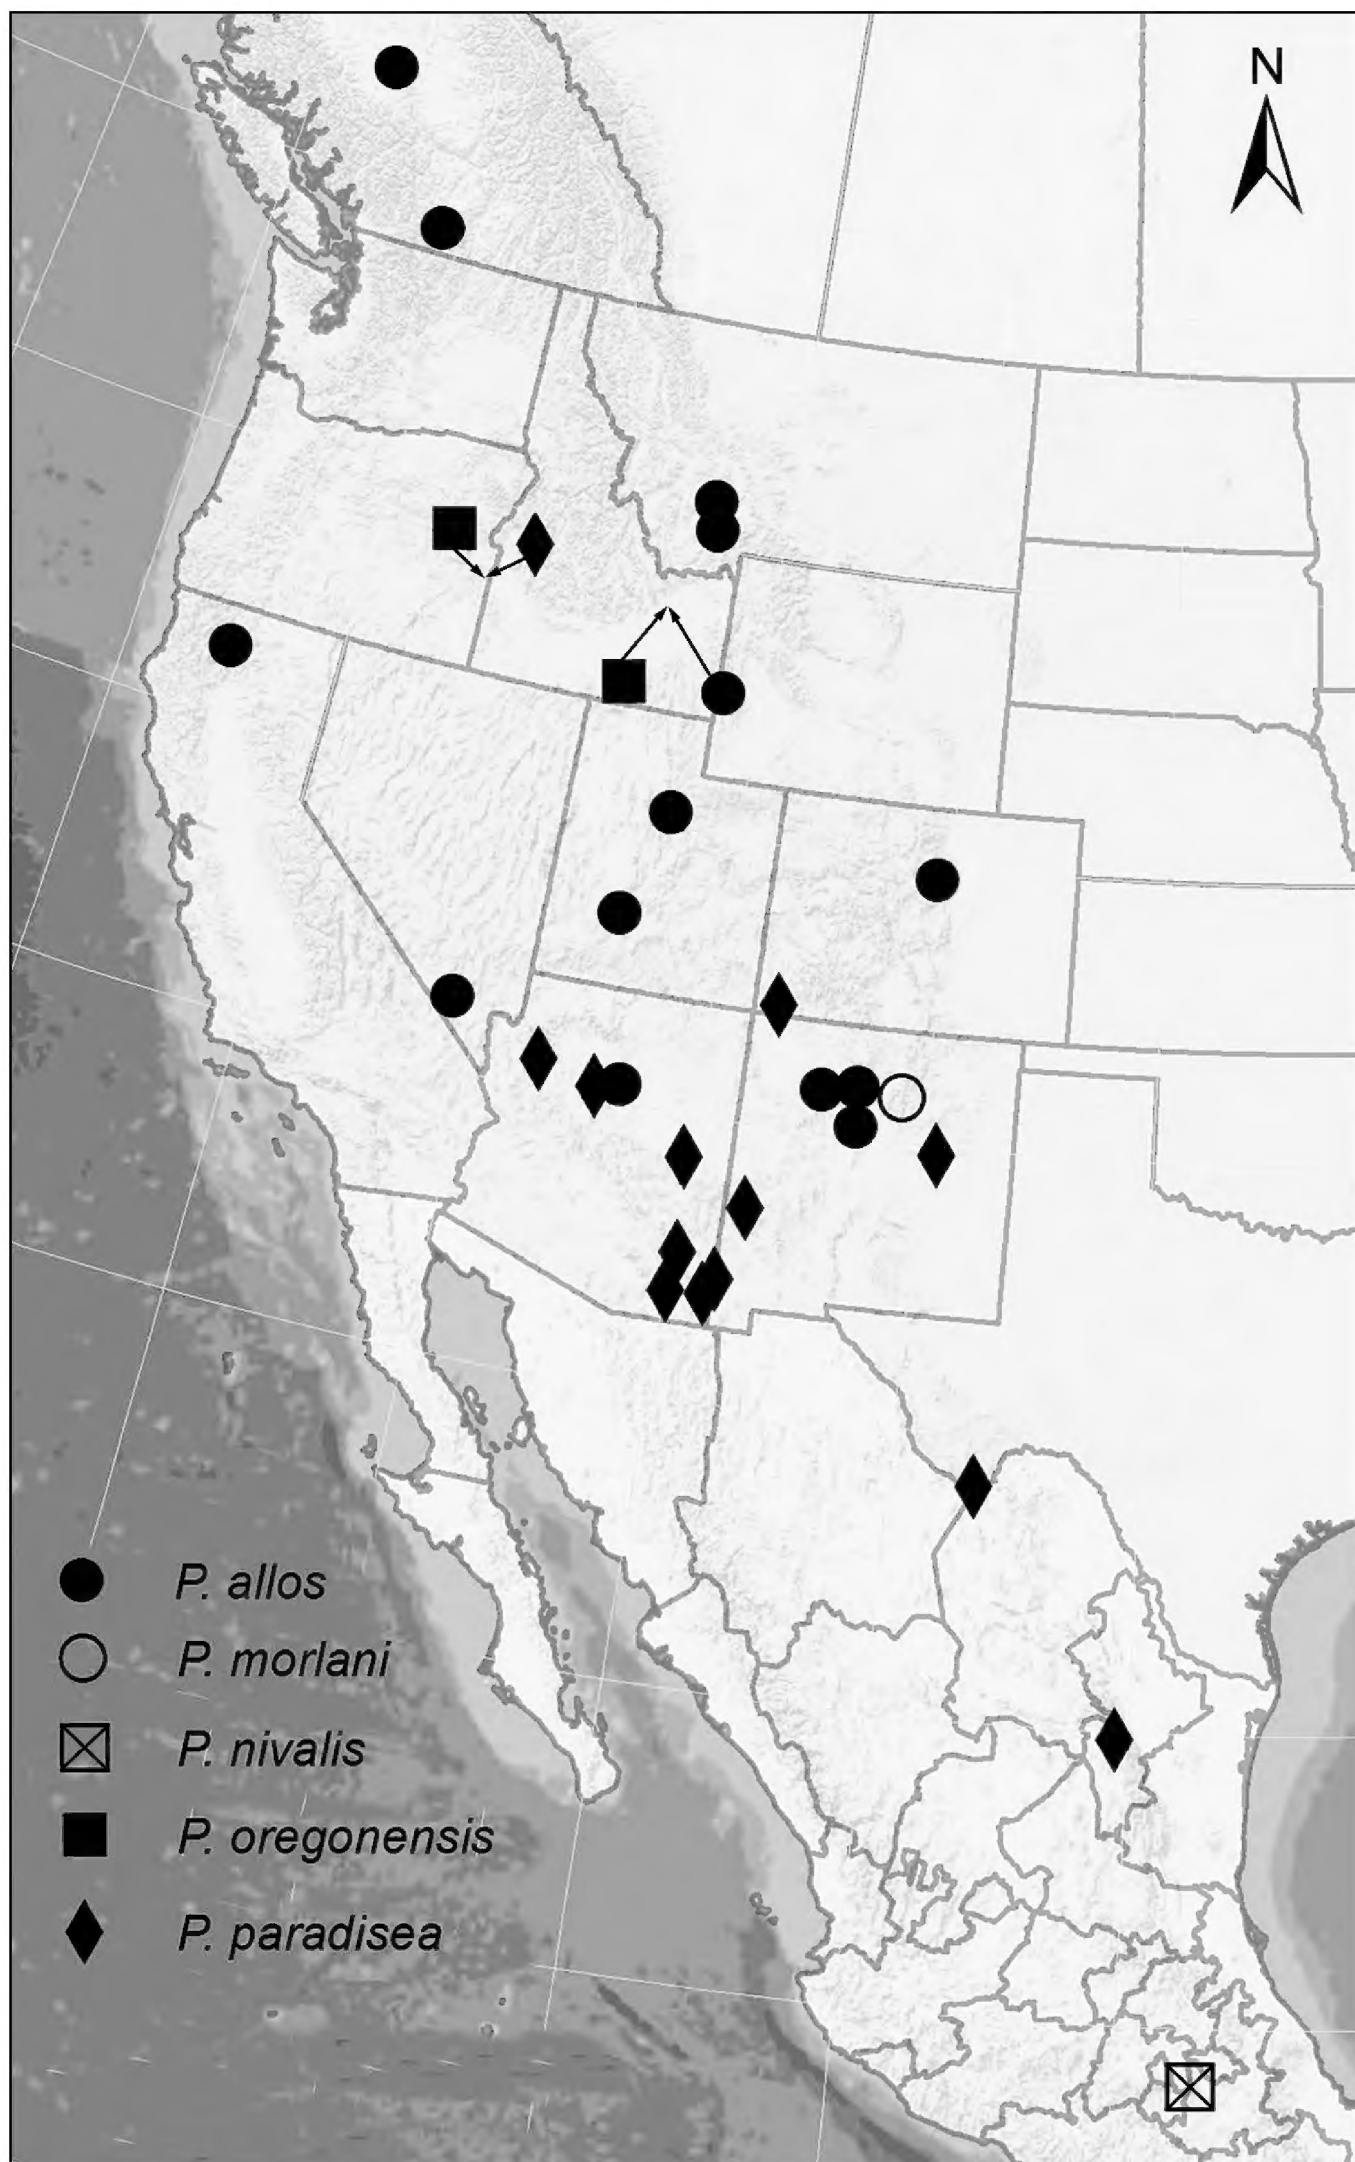 N
P. allos
P. morlani
P. nivalis
P. oregonensis
P. paradisea